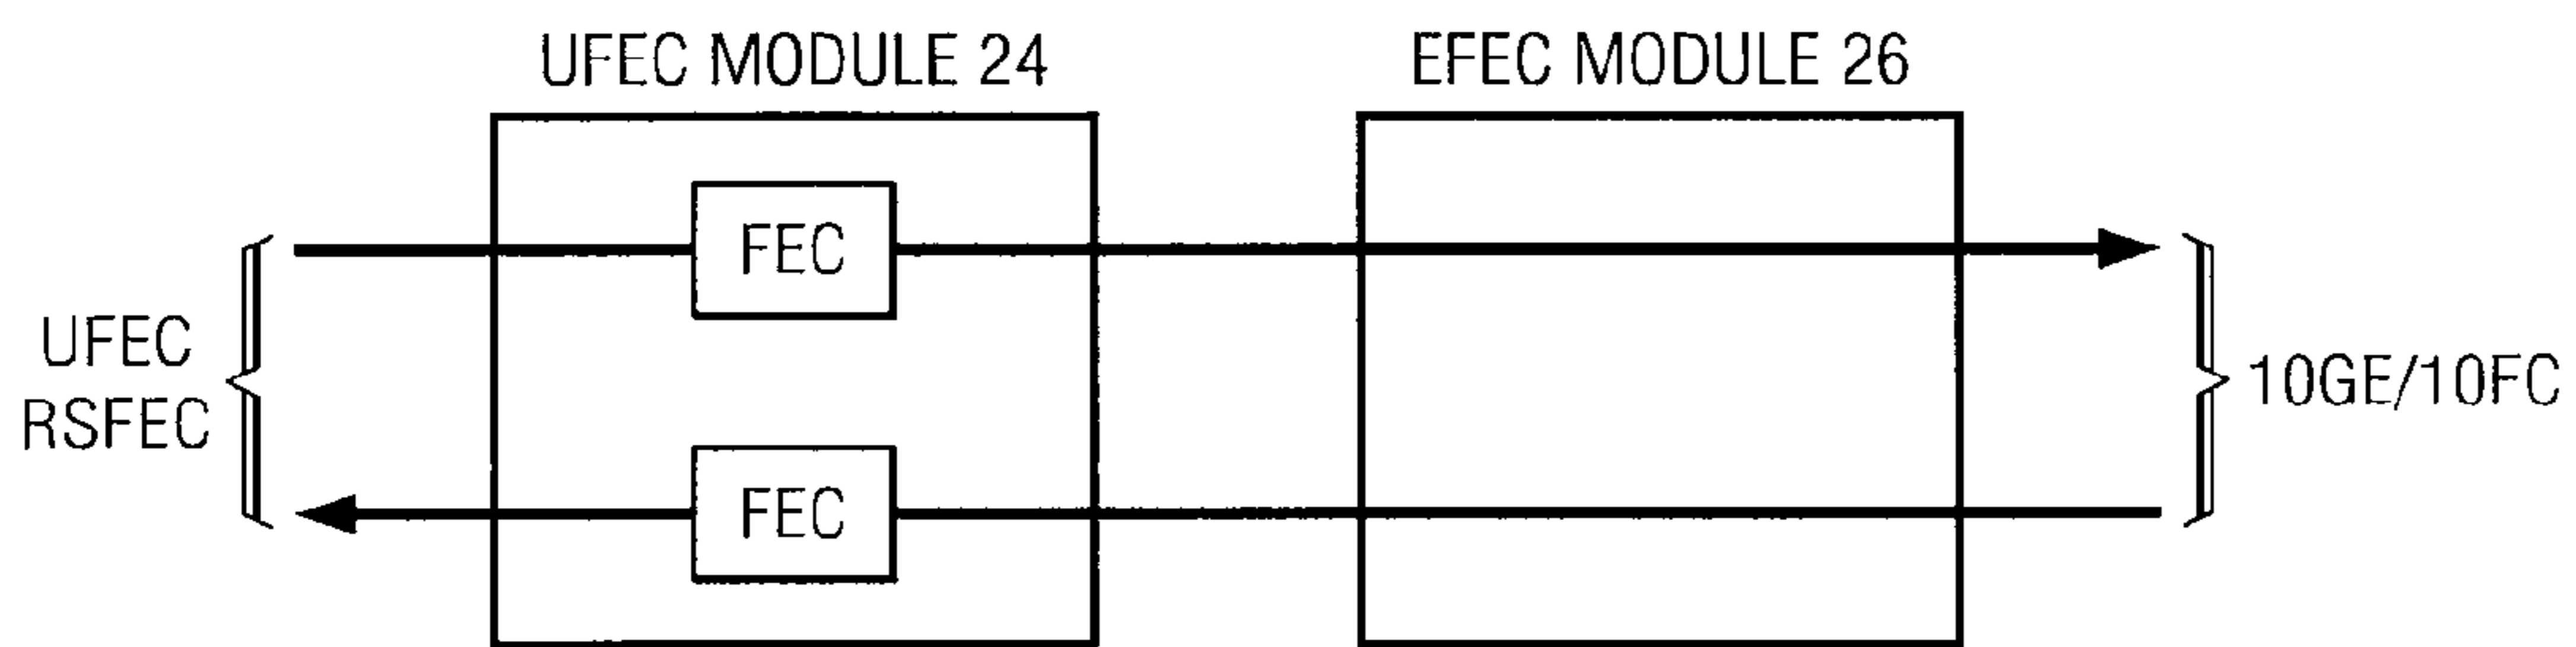 UFEC MODULE 24
EFEC MODULE 26
FEC
UFEC
RSFEC
10GE/10FC
FEC